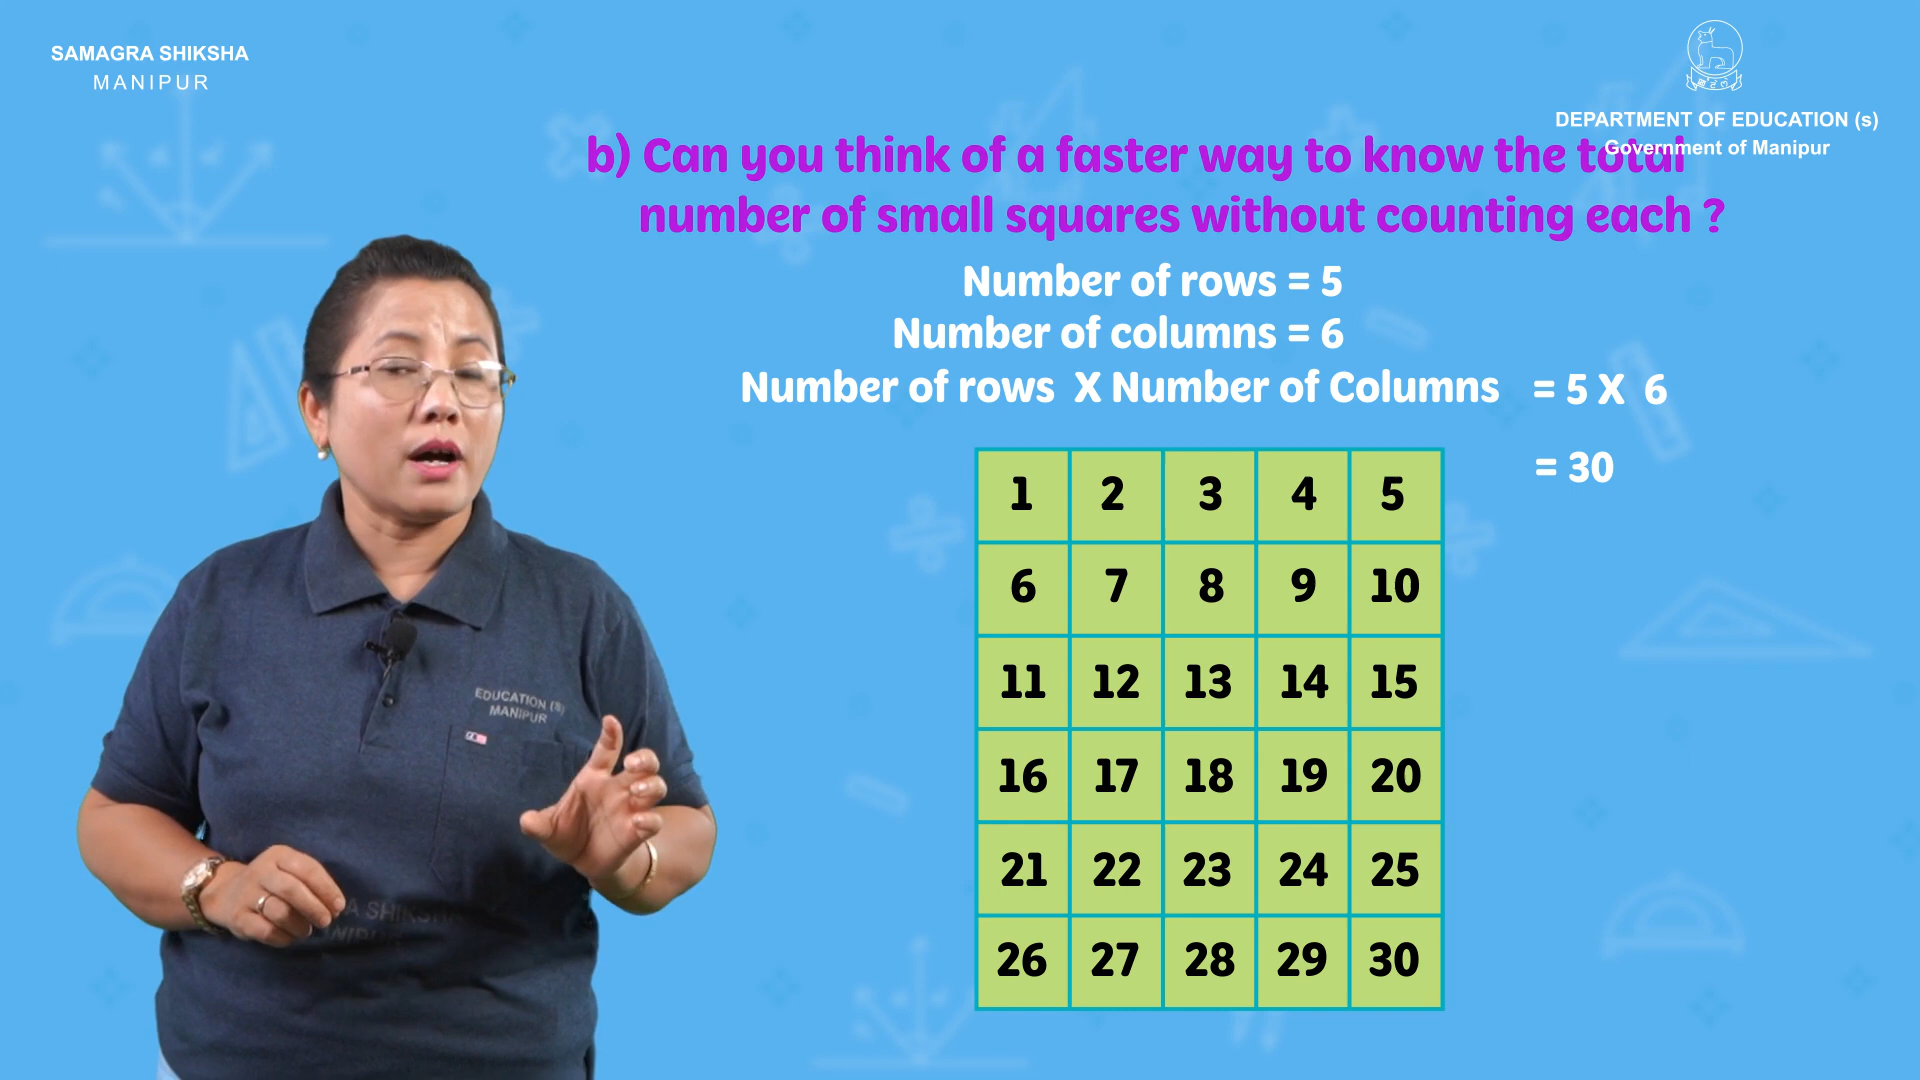 SAMAGRA SHIKSHA
MANIPUR
DEPARTMENT OF EDUCATION (s)
Government of Manipur
b) Can you think of a faster way to know the total
number of small squares without counting each ?
Number of rows = 5
Number of columns = 6
Number of rows X Number of Columns = 5 X 6
= 30
1 2 3 4 5
6 7 8 9 10
11 12 13 14 15
16 17 18 19 20
21 22 23 24 25
26 27 28 29 30
EDUCATION (S)
MANIPUR
A SHIKSHA